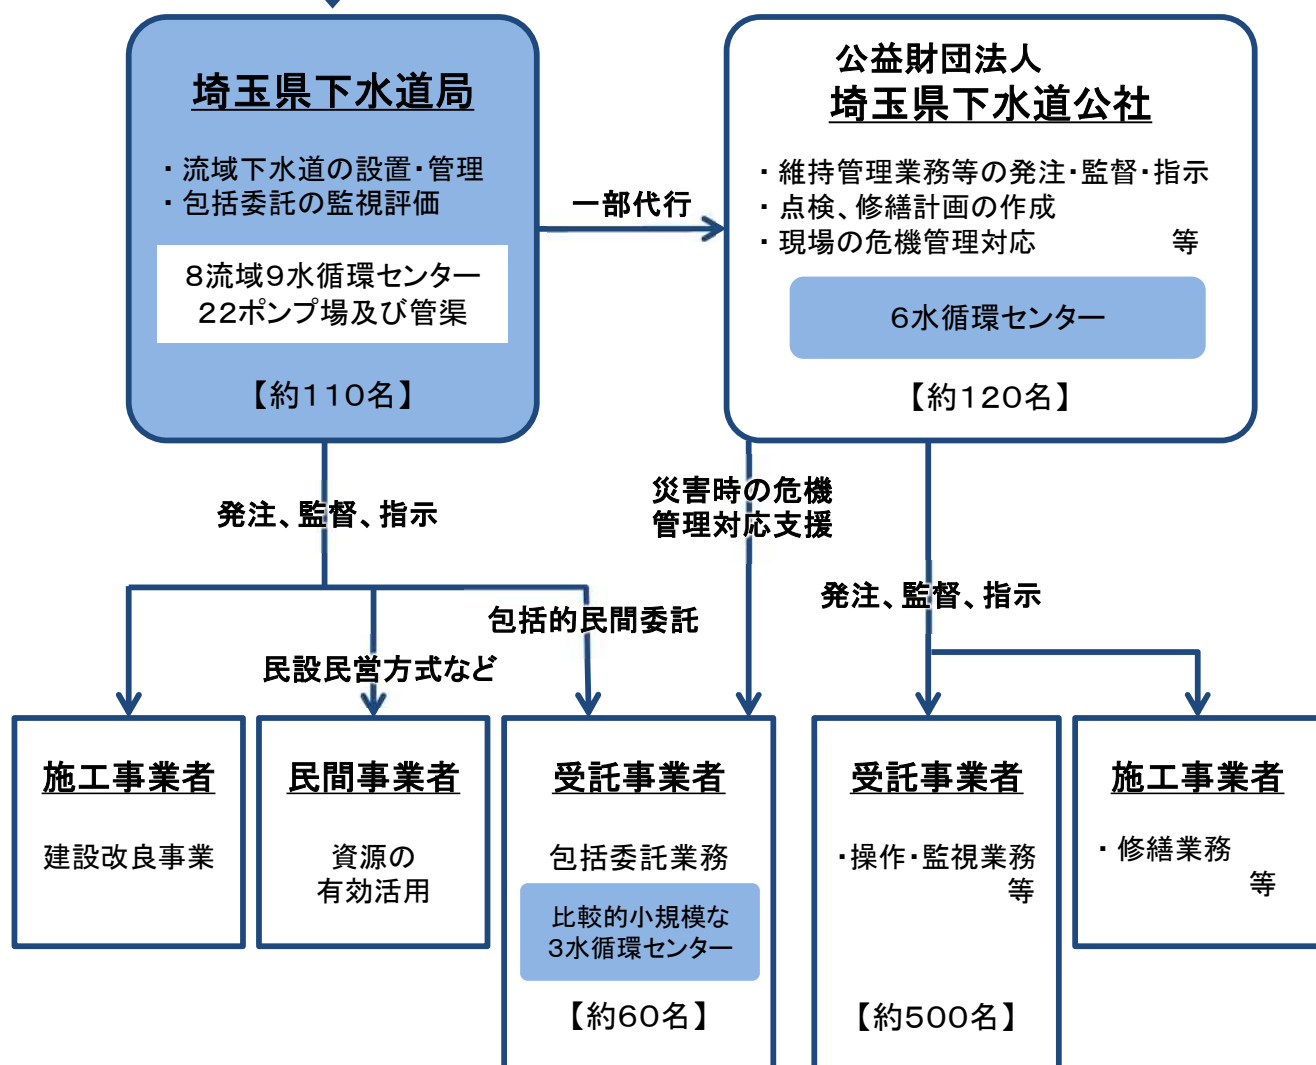 埼玉県下水道局
・流域下水道の設置・管理
・包括委託の監視評価
8流域9水循環センター
22ポンプ場及び管渠
【約110名】
一部代行
公益財団法人
埼玉県下水道公社
・維持管理業務等の発注・監督・指示
・点検、修繕計画の作成
・現場の危機管理対応 等
6水循環センター
【約120名】
発注、監督、指示
災害時の危機
管理対応支援
発注、監督、指示
包括的民間委託
民設民営方式など
施工事業者
建設改良事業
民間事業者
資源の
有効活用
受託事業者
包括委託業務
比較的小規模な
3水循環センター
【約60名】
受託事業者
・操作・監視業務
等
【約500名】
施工事業者
・修繕業務
等